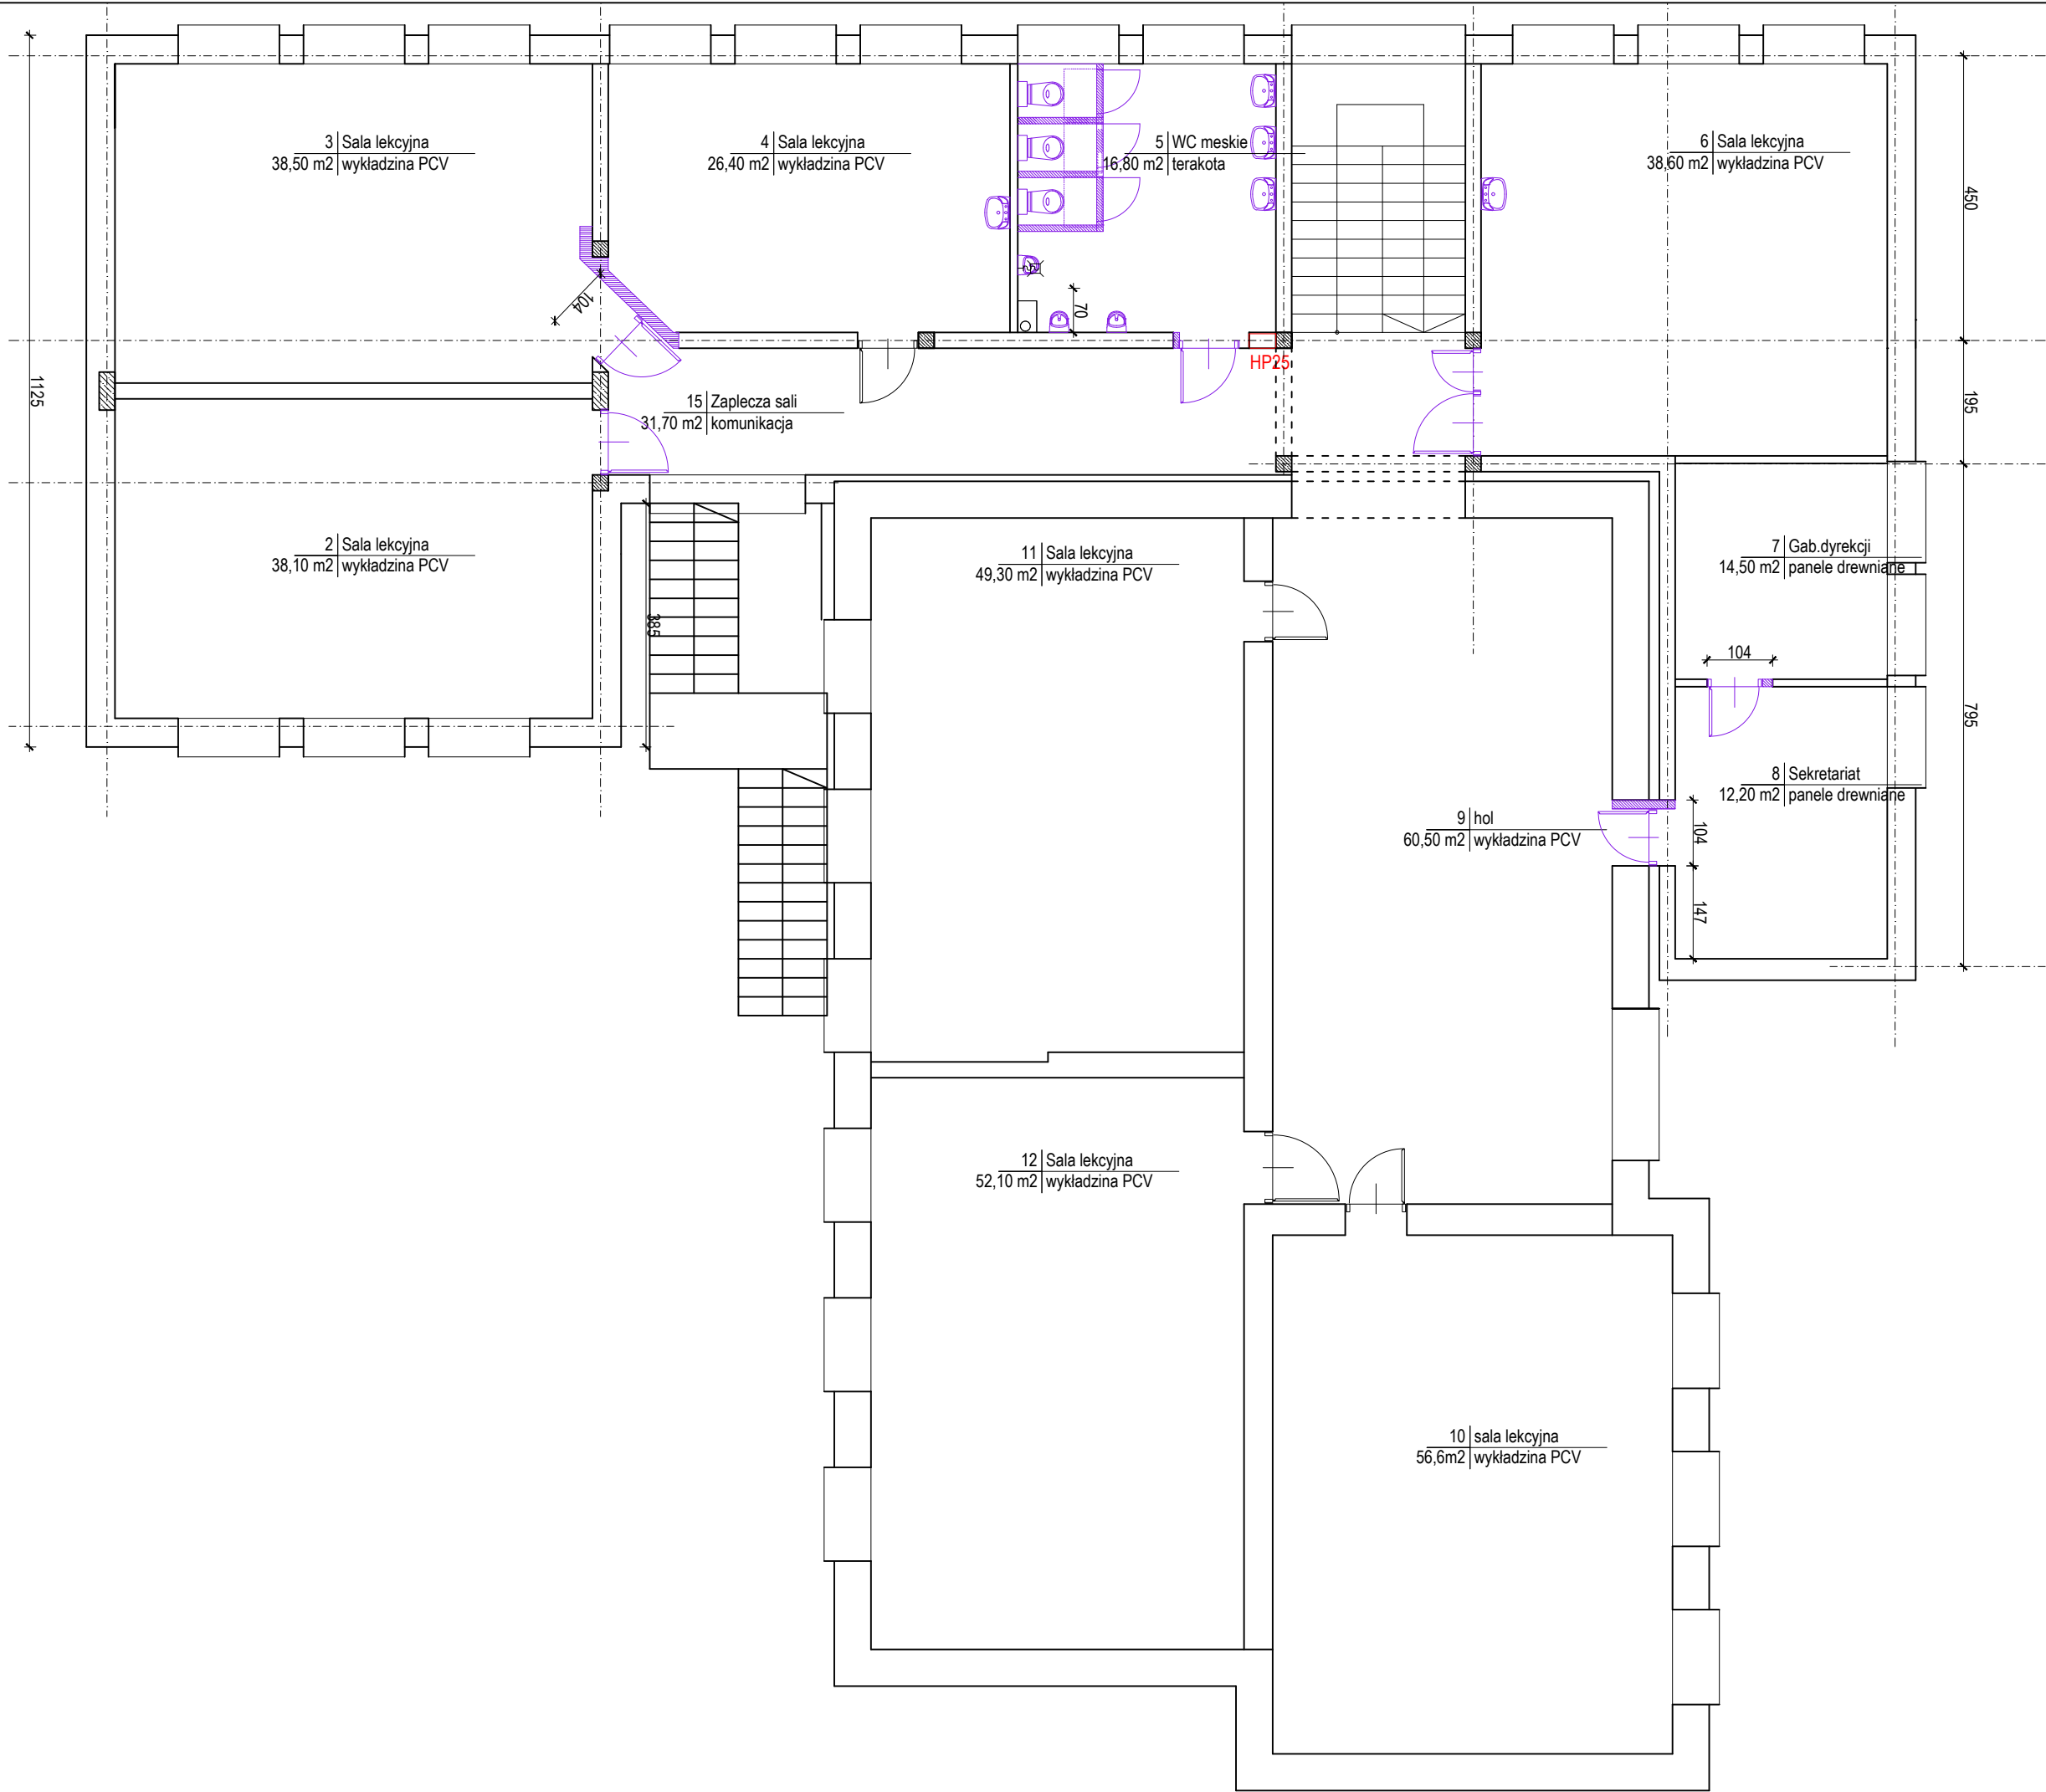 3 Sala lekcyjna
38,50 m2 wykładzina PCV
4 Sala lekcyjna
26,40 m2 wykładzina PCV
5 WC meskie
16,80 m2 terakota
6 Sala lekcyjna
38,60 m2 wykładzina PCV
450
104
70
HP25
195
1125
15 Zaplecza sali
31,70 m2 komunikacja
2 Sala lekcyjna
38,10 m2 wykładzina PCV
385
11 Sala lekcyjna
49,30 m2 wykładzina PCV
7 Gab.dyrekcji
14,50 m2 panele drewniane
104
795
8 Sekretariat
12,20 m2 panele drewniane
9 hol
60,50 m2 wykładzina PCV
104
147
12 Sala lekcyjna
52,10 m2 wykładzina PCV
10 sala lekcyjna
56,6m2 wykładzina PCV